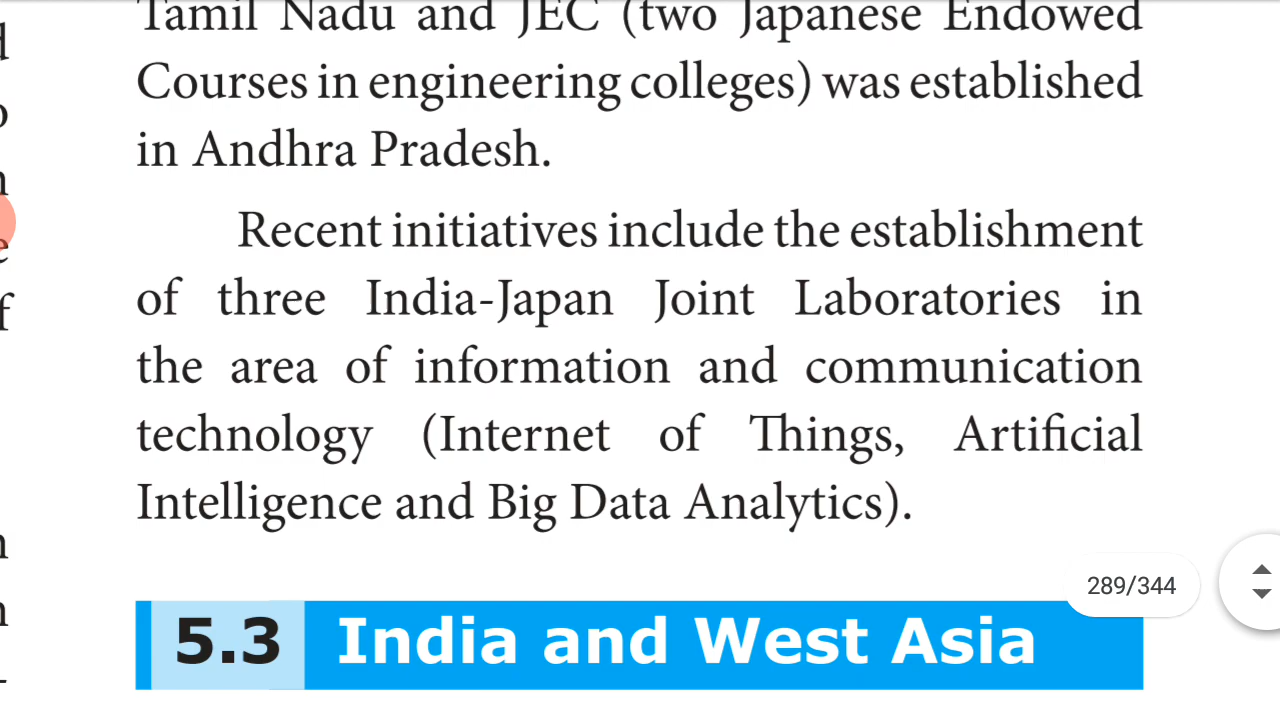 Tamil Nadu and JEC (two Japanese Endowed
Courses in engineering colleges) was established
in Andhra Pradesh.
Recent initiatives include the establishment
of three India-Japan Joint Laboratories in
the area of information and communication
technology (Internet of Things, Artificial
Intelligence and Big Data Analytics).
289/344
5.3 India and West Asia